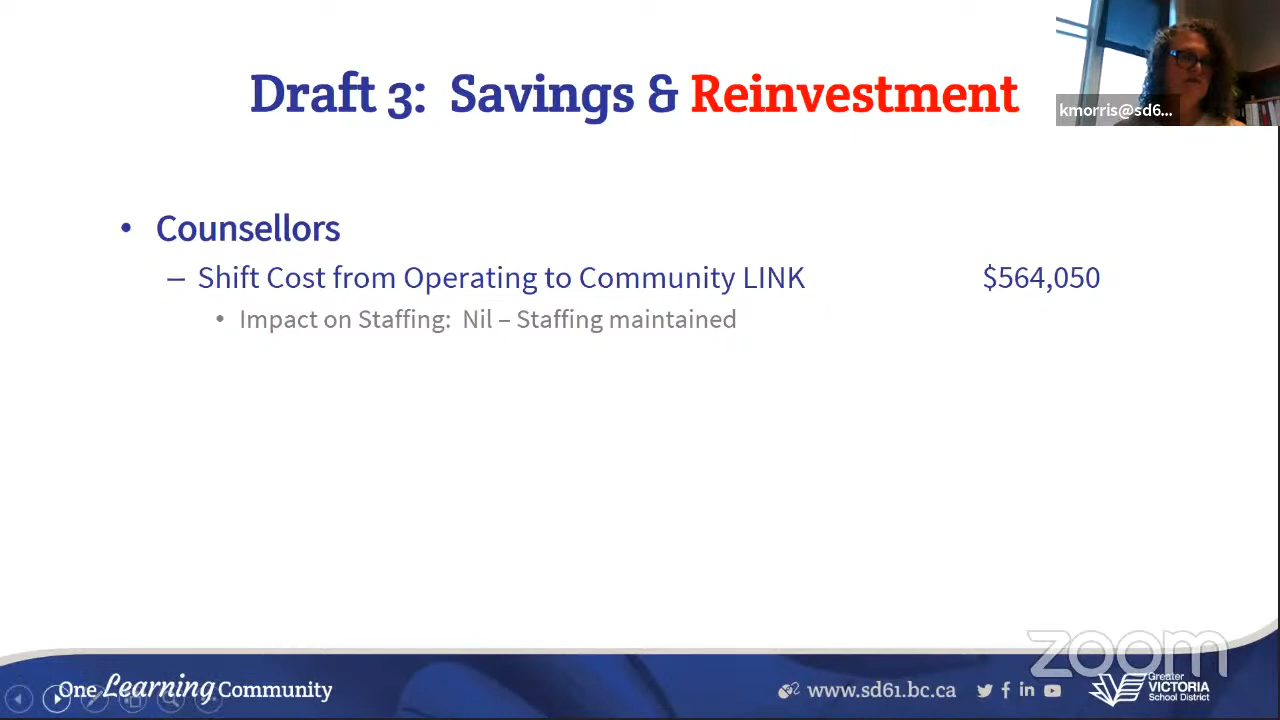 Draft 3: Savings & Reinvestment
kmorris@sd6...
• Counsellors
– Shift Cost from Operating to Community LINK $564,050
• Impact on Staffing: Nil – Staffing maintained
zoom
One Learning Community
www.sd61.bc.ca
Greater
VICTORIA
School District